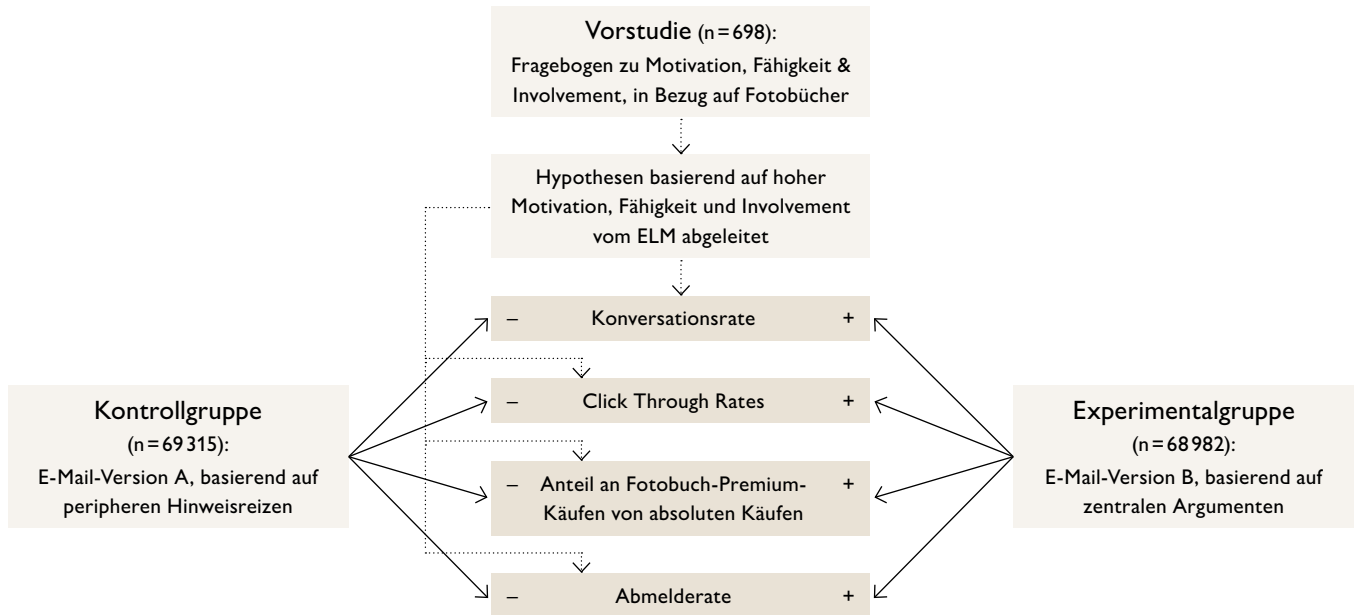 Vorstudie (n = 698):
Fragebogen zu Motivation, Fähigkeit &
Involvement, in Bezug auf Fotobücher
Hypothesen basierend auf hoher
Motivation, Fähigkeit und Involvement
vom ELM abgeleitet
– Konversationsrate +
– Click Through Rates +
– Anteil an Fotobuch-Premium- +
Käufen von absoluten Käufen
– Abmelderate +
Kontrollgruppe
(n = 69 315):
E-Mail-Version A, basierend auf
peripheren Hinweisreizen
Experimentalgruppe
(n = 68 982):
E-Mail-Version B, basierend auf
zentralen Argumenten